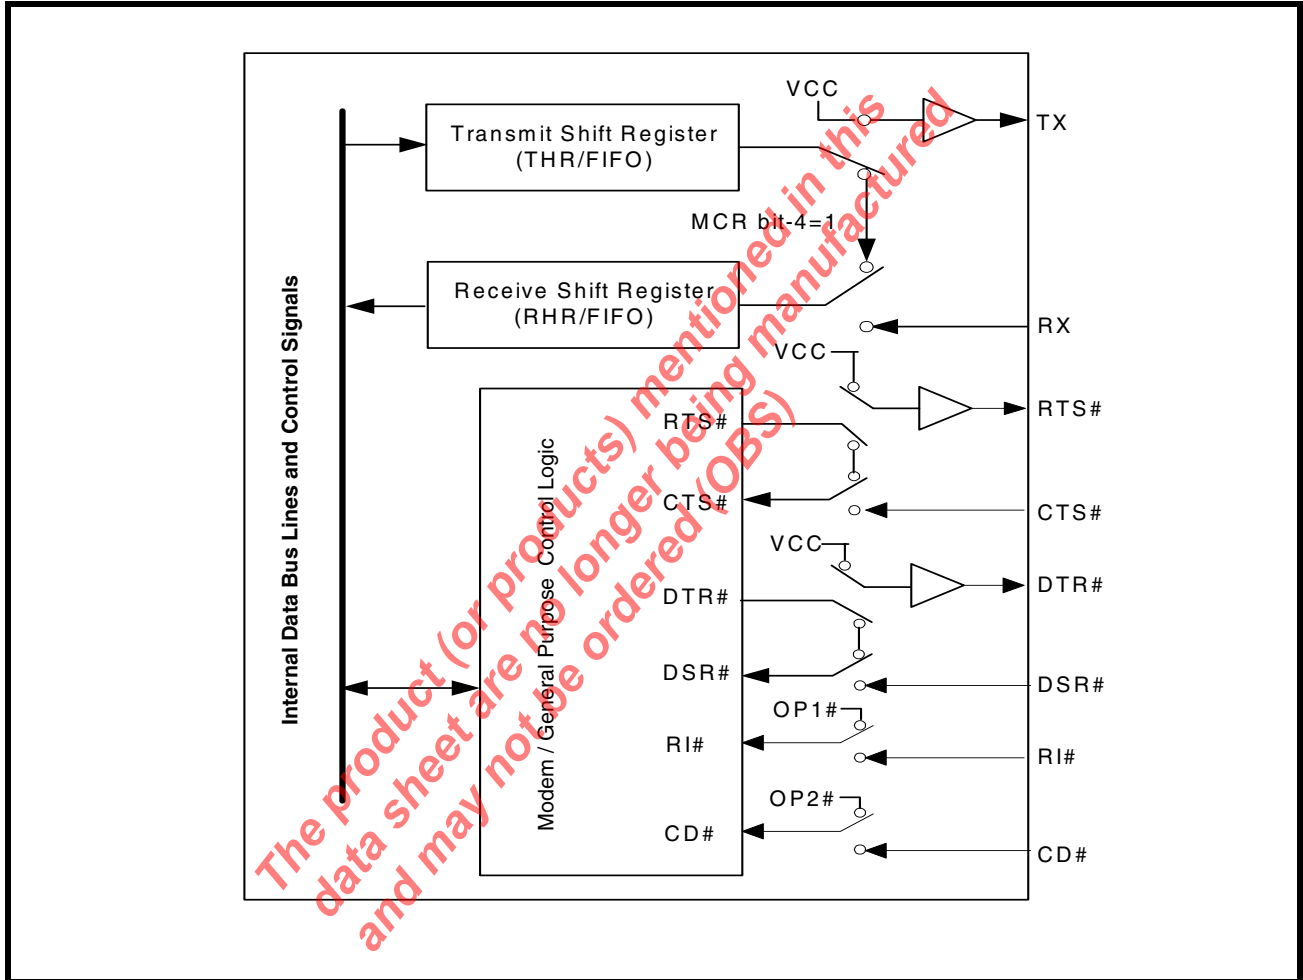 VCC
TX
Transmit Shift Register
(THR/FIFO)
MCR bit-4=1
Receive Shift Register
(RHR/FIFO)
RX
VCC
RTS#
RTS#
CTS#
CTS#
VCC
DTR#
DTR#
DSR#
DSR#
OP1#
RI#
RI#
OP2#
CD#
CD#
Internal Data Bus Lines and Control Signals
Modem / General Purpose Control Logic
The product (or products) mentioned in this
data sheet are no longer being manufactured
and may not be ordered (OBS)